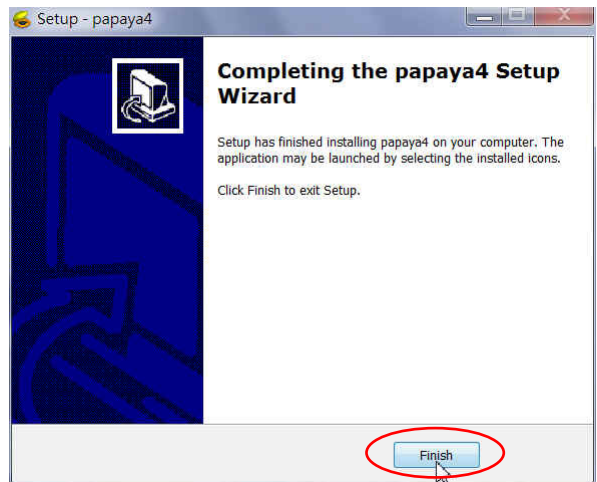 Setup - papaya4
Completing the papaya4 Setup
Wizard
Setup has finished installing papaya4 on your computer. The
application may be launched by selecting the installed icons.
Click Finish to exit Setup.
Finish